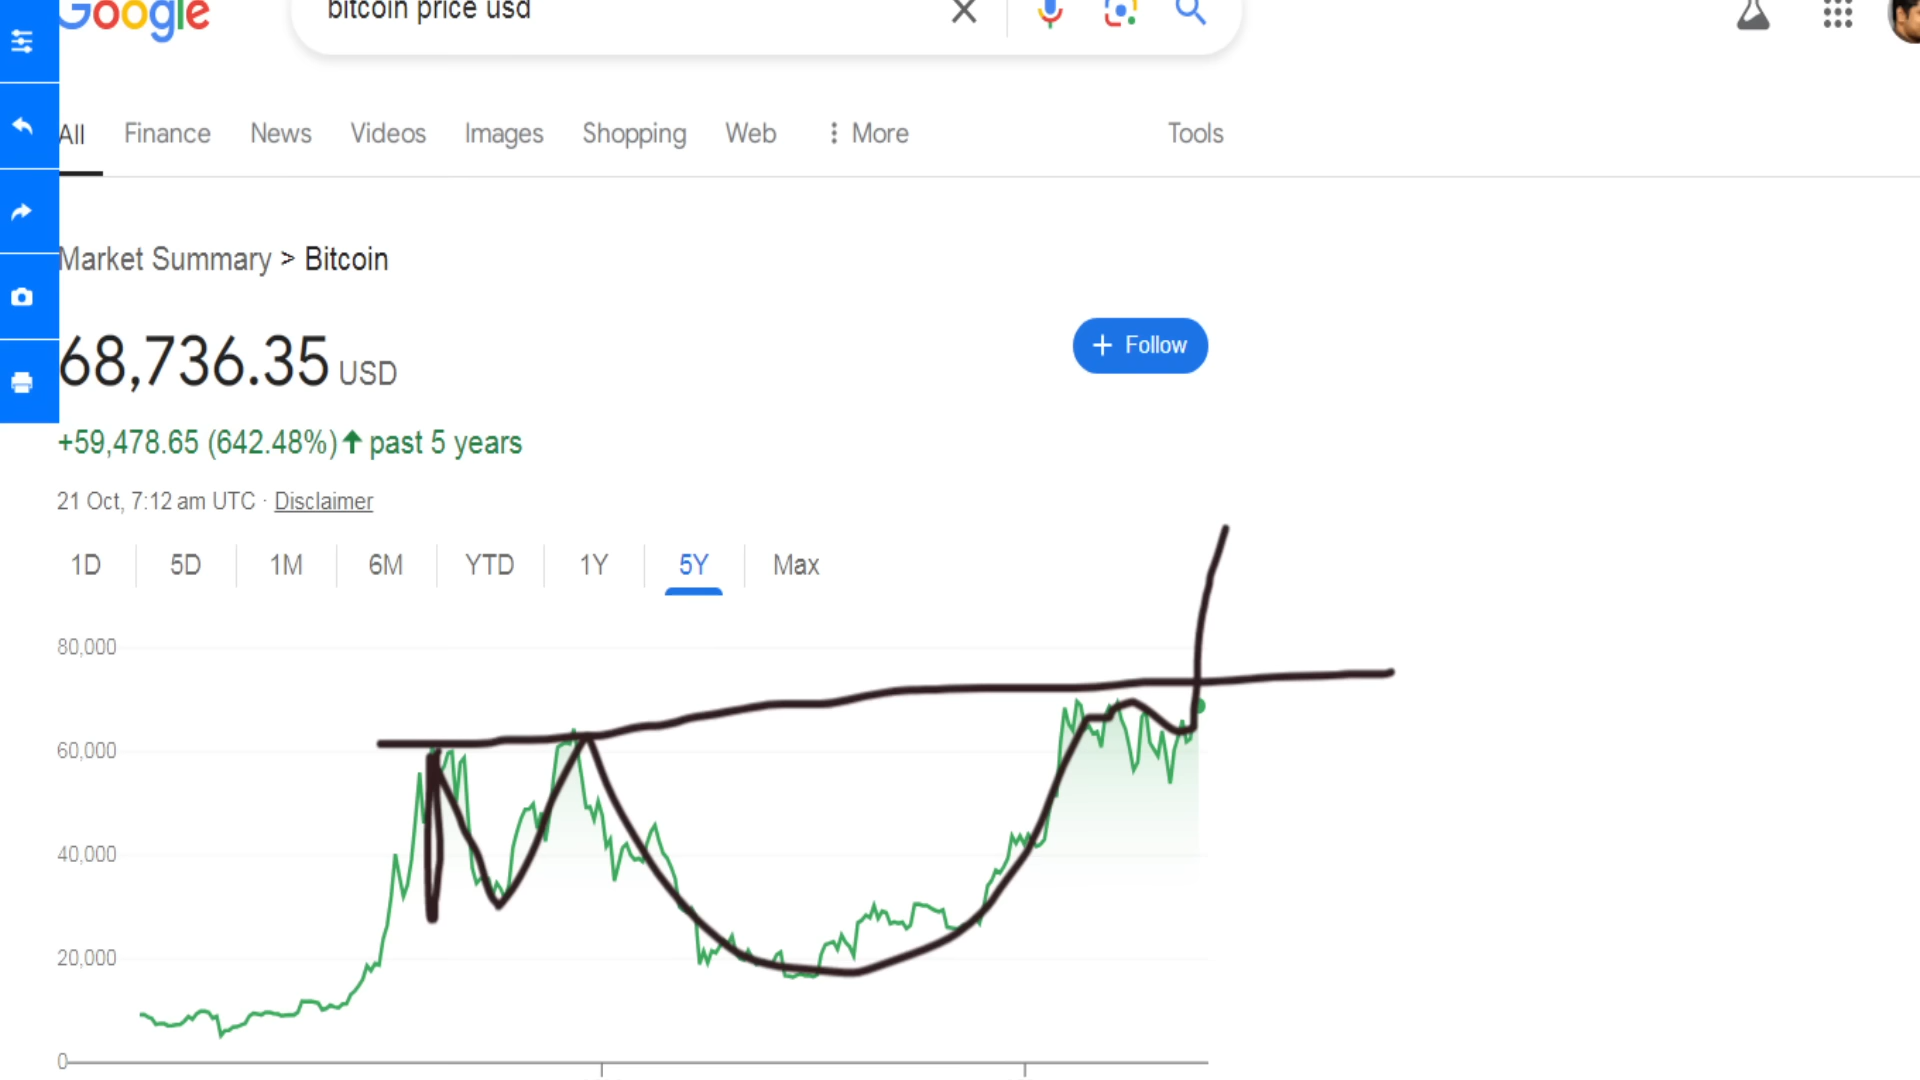 Google
bitcoin price usd
All Finance News Videos Images Shopping Web More Tools
Market Summary > Bitcoin
68,736.35 USD
+ Follow
+59,478.65 (642.48%) past 5 years
21 Oct, 7:12 am UTC · Disclaimer
1D 5D 1M 6M YTD 1Y 5Y Max
80,000
60,000
40,000
20,000
0